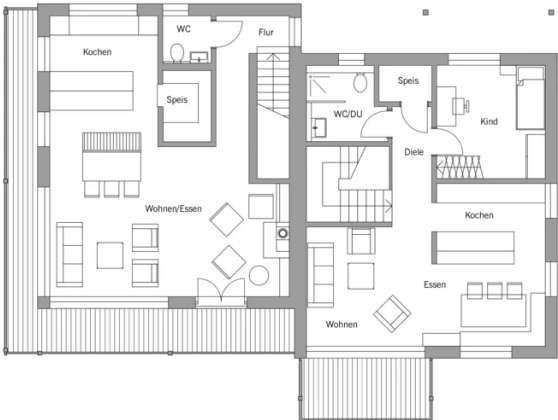 WC
Flur
Kochen
Speis
Speis
WC/DU
Kind
Diele
Wohnen/Essen
Kochen
Essen
Wohnen